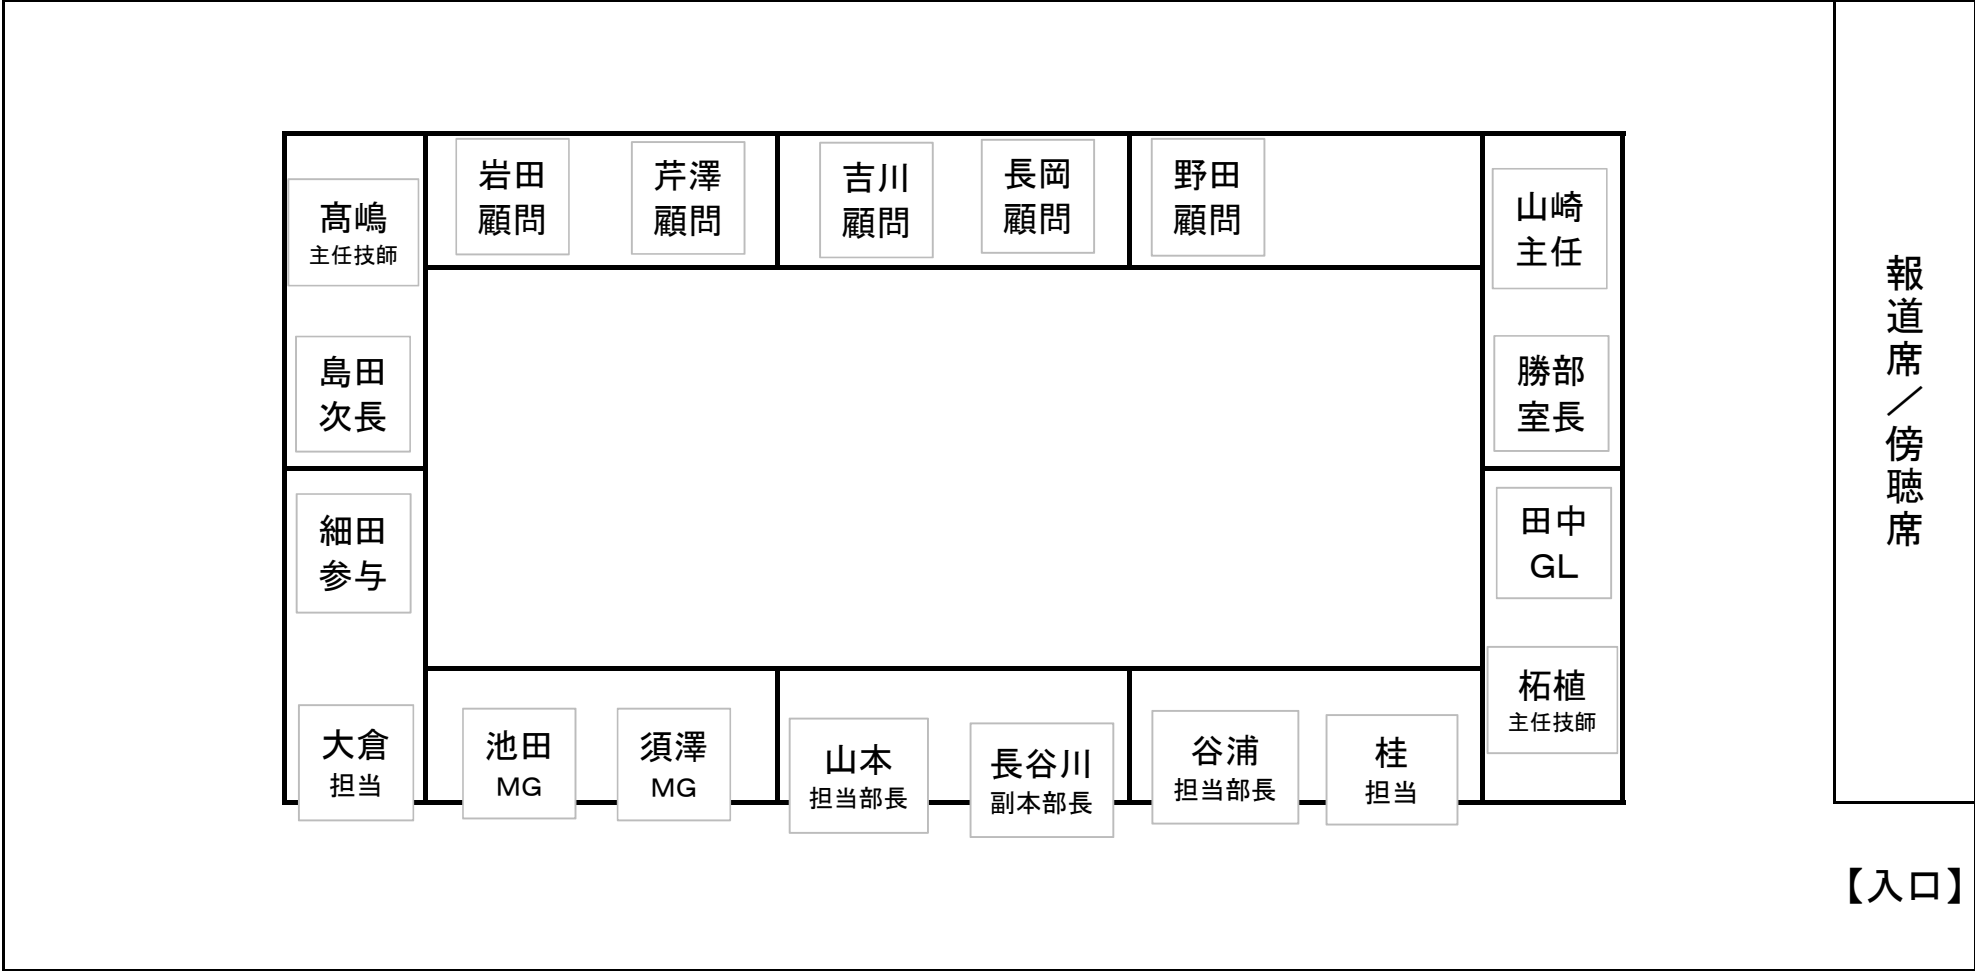 岩田
顧問
芹澤
顧問
吉川
顧問
長岡
顧問
野田
顧問
髙嶋
主任技師
島田
次長
細田
参与
大倉
担当
山崎
主任
勝部
室長
田中
GL
柘植
主任技師
池田
MG
須澤
MG
山本
担当部長
長谷川
副本部長
谷浦
担当部長
桂
担当
報道席／傍聴席
【入口】